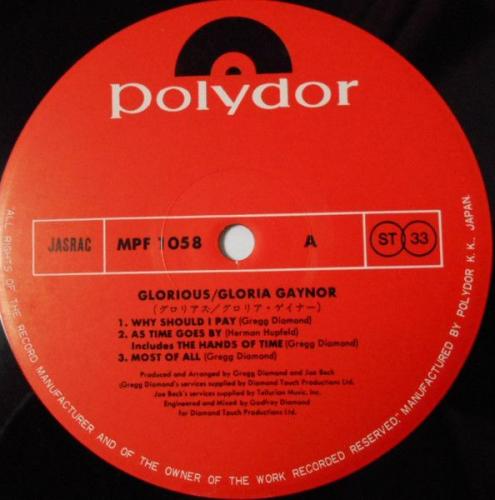 polydor
JASRAC MPF 1058 A ST 33
GLORIOUS/GLORIA GAYNOR
(グロリアス/グロリア・ゲイナー)
1. WHY SHOULD I PAY (Gregg Diamond)
2. AS TIME GOES BY (Herman Hupfeld)
Includes THE HANDS OF TIME (Gregg Diamond)
3. MOST OF ALL (Gregg Diamond)
Produced and Arranged by Gregg Diamond and Joe Beck
(Gregg Diamond's services supplied by Diamond Touch Productions Ltd.
Joe Beck's services supplied by Tellurian Music, Inc.
Engineered and Mixed by Godfrey Diamond
for Diamond Touch Productions Ltd.
"ALL RIGHTS OF THE RECORD MANUFACTURER AND OF THE OWNER OF THE WORK RECORDED RESERVED." MANUFACTURED BY POLYDOR K.K., JAPAN.